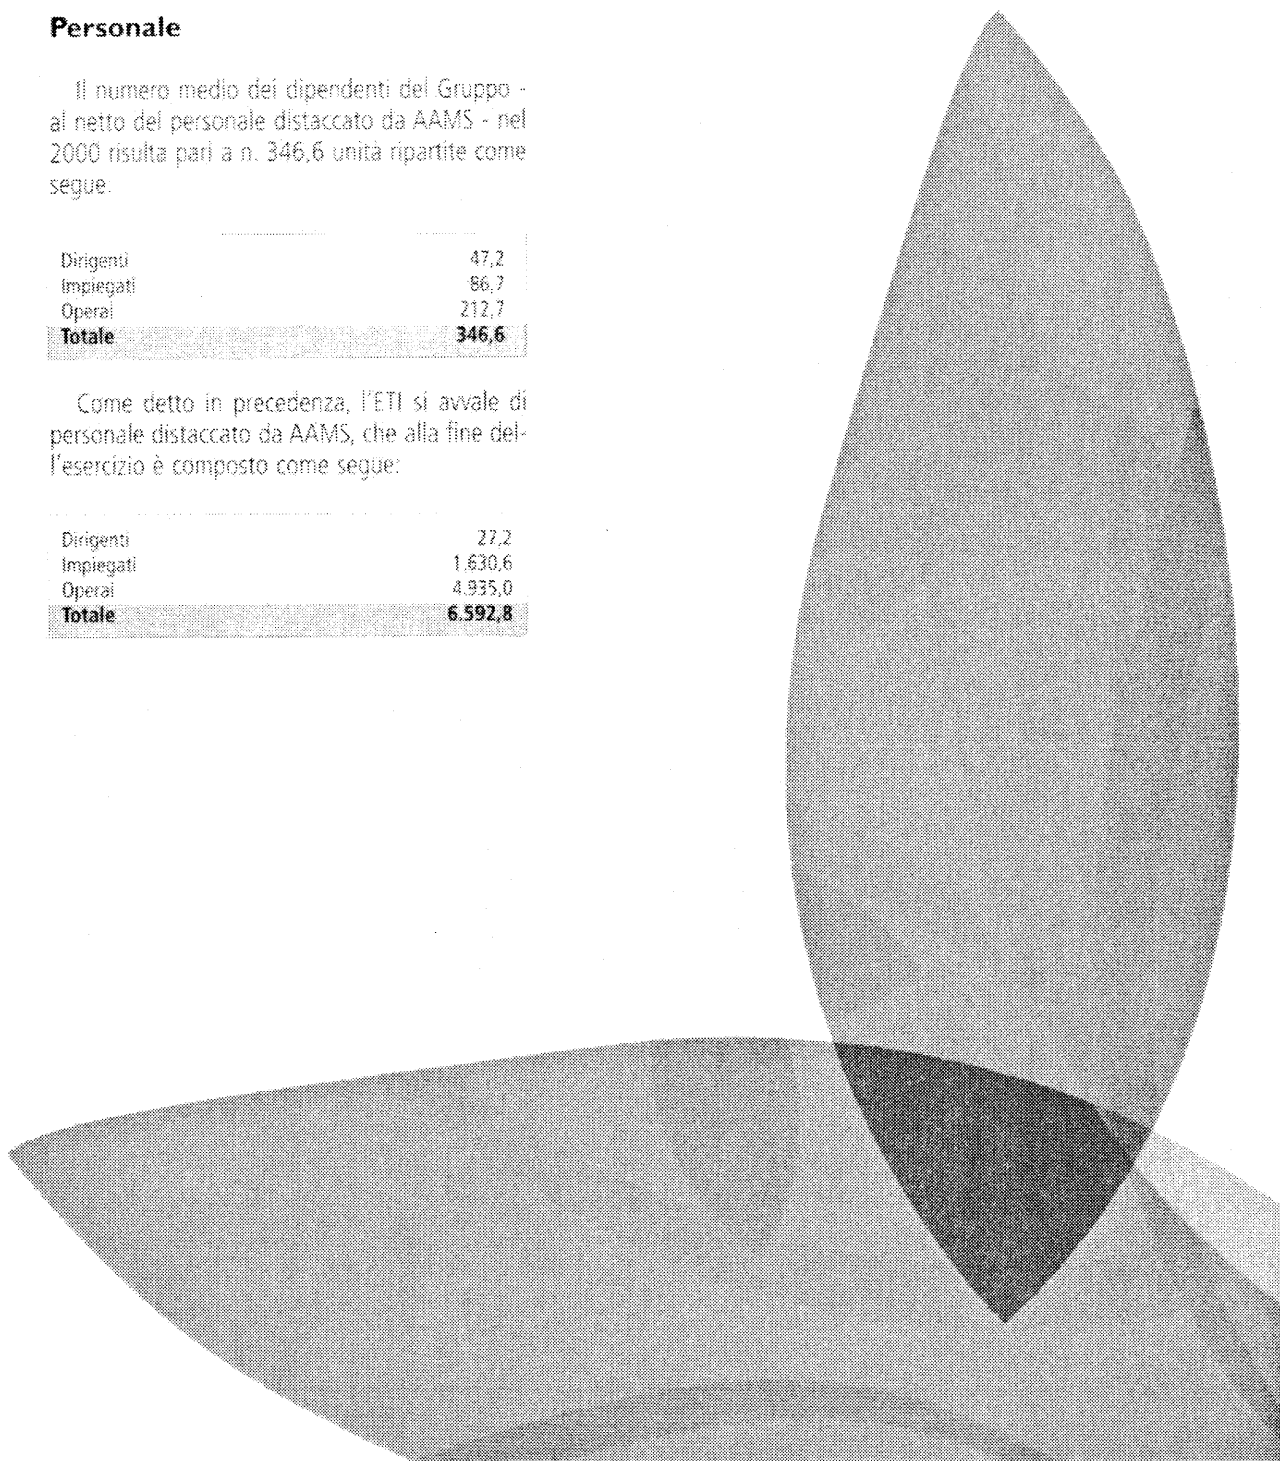 Personale
Il numero medio dei dipendenti del Gruppo -
al netto del personale distaccato da AAMS - nel
2000 risulta pari a n. 346,6 unità ripartite come
segue:
Dirigenti 47,2
Impiegati 86,7
Operai 212,7
Totale 346,6
Come detto in precedenza, l'ETI si avvale di
personale distaccato da AAMS, che alla fine del-
l'esercizio è composto come segue:
Dirigenti 27,2
Impiegati 1.630,6
Operai 4.935,0
Totale 6.592,8